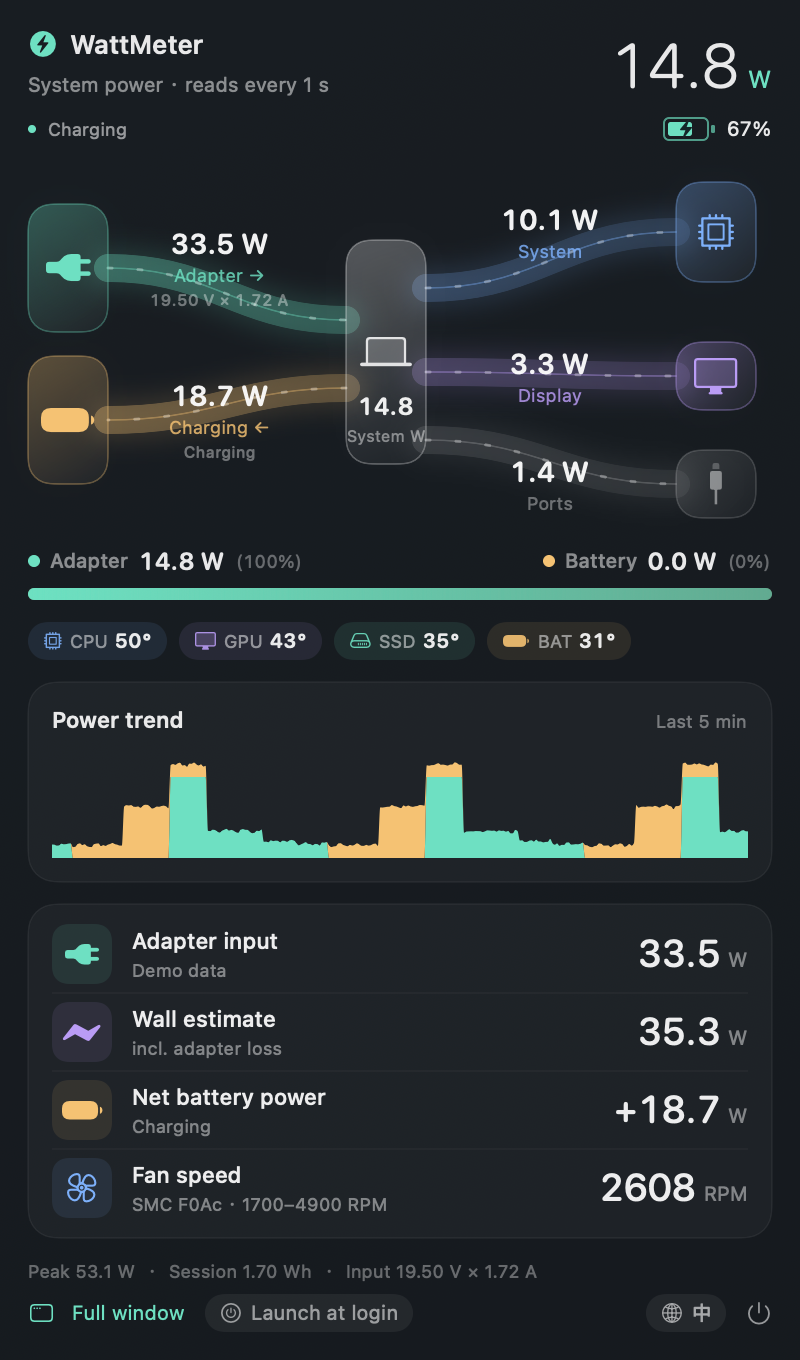 WattMeter
14.8 W
System power · reads every 1 s
Charging
67%
33.5 W
Adapter →
19.50 V × 1.72 A
10.1 W
System
18.7 W
Charging ←
Charging
14.8
System W
3.3 W
Display
1.4 W
Ports
Adapter 14.8 W (100%)
Battery 0.0 W (0%)
CPU 50°
GPU 43°
SSD 35°
BAT 31°
Power trend
Last 5 min
Adapter input
Demo data
33.5 W
Wall estimate
incl. adapter loss
35.3 W
Net battery power
Charging
+18.7 W
Fan speed
SMC F0Ac · 1700–4900 RPM
2608 RPM
Peak 53.1 W · Session 1.70 Wh · Input 19.50 V × 1.72 A
Full window
Launch at login
中